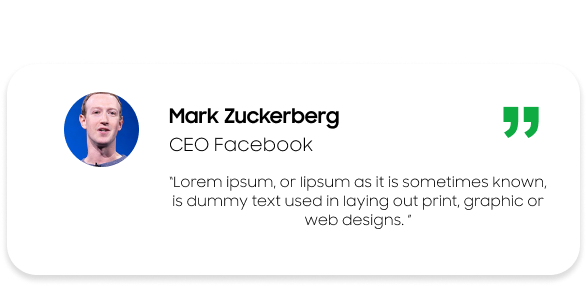 Mark Zuckerberg
CEO Facebook
"Lorem ipsum, or lipsum as it is sometimes known,
is dummy text used in laying out print, graphic or
web designs. "